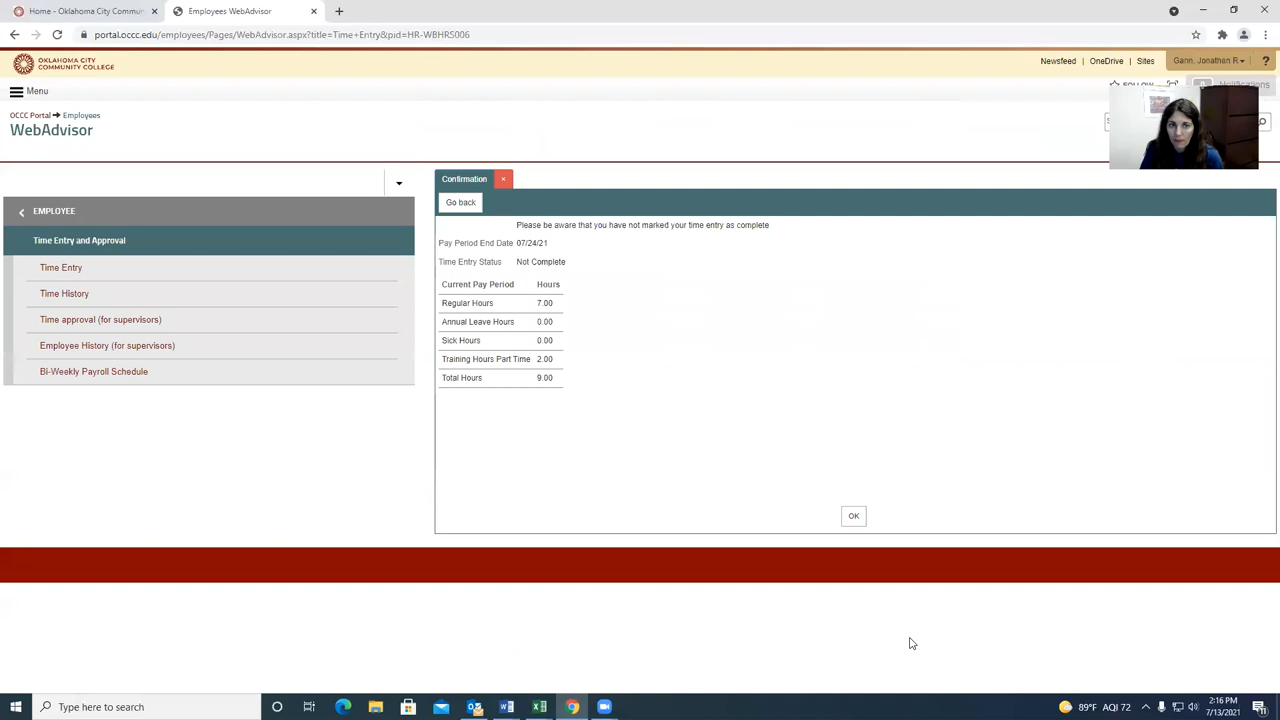 Home - Oklahoma City Commu
Employees WebAdvisor
portal.occc.edu/employees/Pages/WebAdvisor.aspx?title=Time+Entry&pid=HR-WBHRS006
OKLAHOMA CITY
COMMUNITY COLLEGE
Newsfeed
OneDrive
Sites
Gann, Jonathan R
?
Menu
FOLLOW
Notifications
OCCC Portal
Employees
WebAdvisor
EMPLOYEE
Time Entry and Approval
Time Entry
Time History
Time approval (for supervisors)
Employee History (for supervisors)
Bi-Weekly Payroll Schedule
Confirmation
Go back
Please be aware that you have not marked your time entry as complete
Pay Period End Date 07/24/21
Time Entry Status Not Complete
Current Pay Period Hours
Regular Hours 7.00
Annual Leave Hours 0.00
Sick Hours 0.00
Training Hours Part Time 2.00
Total Hours 9.00
OK
Type here to search
89°F AQI 72
2:16 PM
7/13/2021